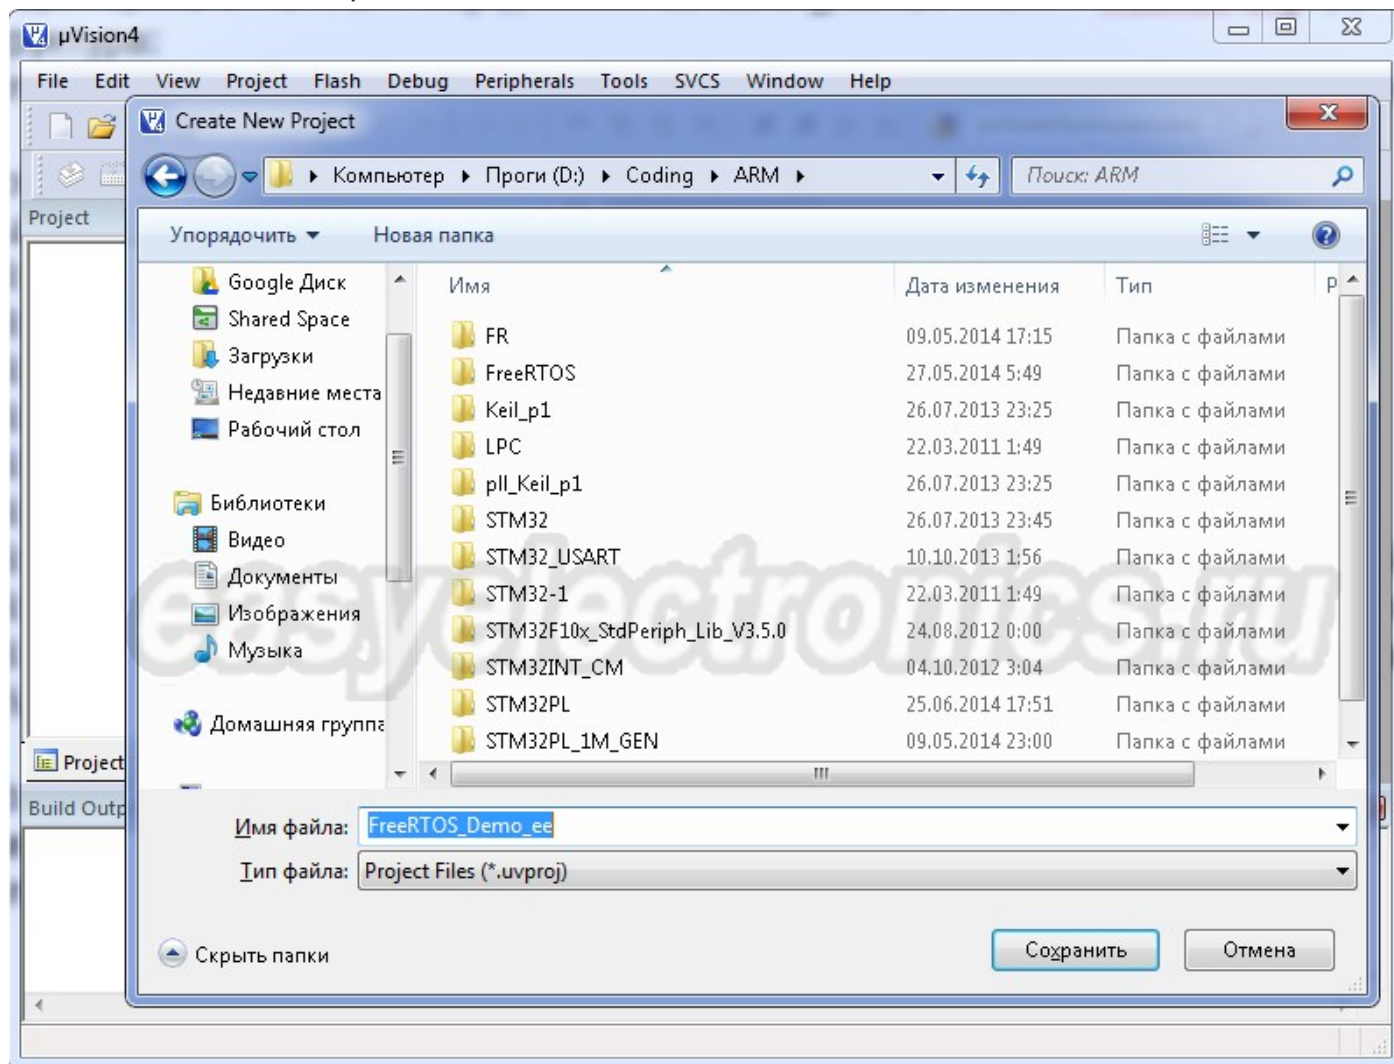 µVision4
File Edit View Project Flash Debug Peripherals Tools SVCS Window Help
Create New Project
Компьютер Проги (D:) Coding ARM
Поиск: ARM
Project
Упорядочить Новая папка
Google Диск
Shared Space
Загрузки
Недавние места
Рабочий стол
Библиотеки
Видео
Документы
Изображения
Музыка
Домашняя группа
Имя Дата изменения Тип Р
FR 09.05.2014 17:15 Папка с файлами
FreeRTOS 27.05.2014 5:49 Папка с файлами
Keil_p1 26.07.2013 23:25 Папка с файлами
LPC 22.03.2011 1:49 Папка с файлами
pll_Keil_p1 26.07.2013 23:25 Папка с файлами
STM32 26.07.2013 23:45 Папка с файлами
STM32_USART 10.10.2013 1:56 Папка с файлами
STM32-1 22.03.2011 1:49 Папка с файлами
STM32F10x_StdPeriph_Lib_V3.5.0 24.08.2012 0:00 Папка с файлами
STM32INT_CM 04.10.2012 3:04 Папка с файлами
STM32PL 25.06.2014 17:51 Папка с файлами
STM32PL_1M_GEN 09.05.2014 23:00 Папка с файлами
easyelectronics.ru
Project
Build Outp
Имя файла: FreeRTOS_Demo_ee
Тип файла: Project Files (*.uvproj)
Скрыть папки
Сохранить Отмена